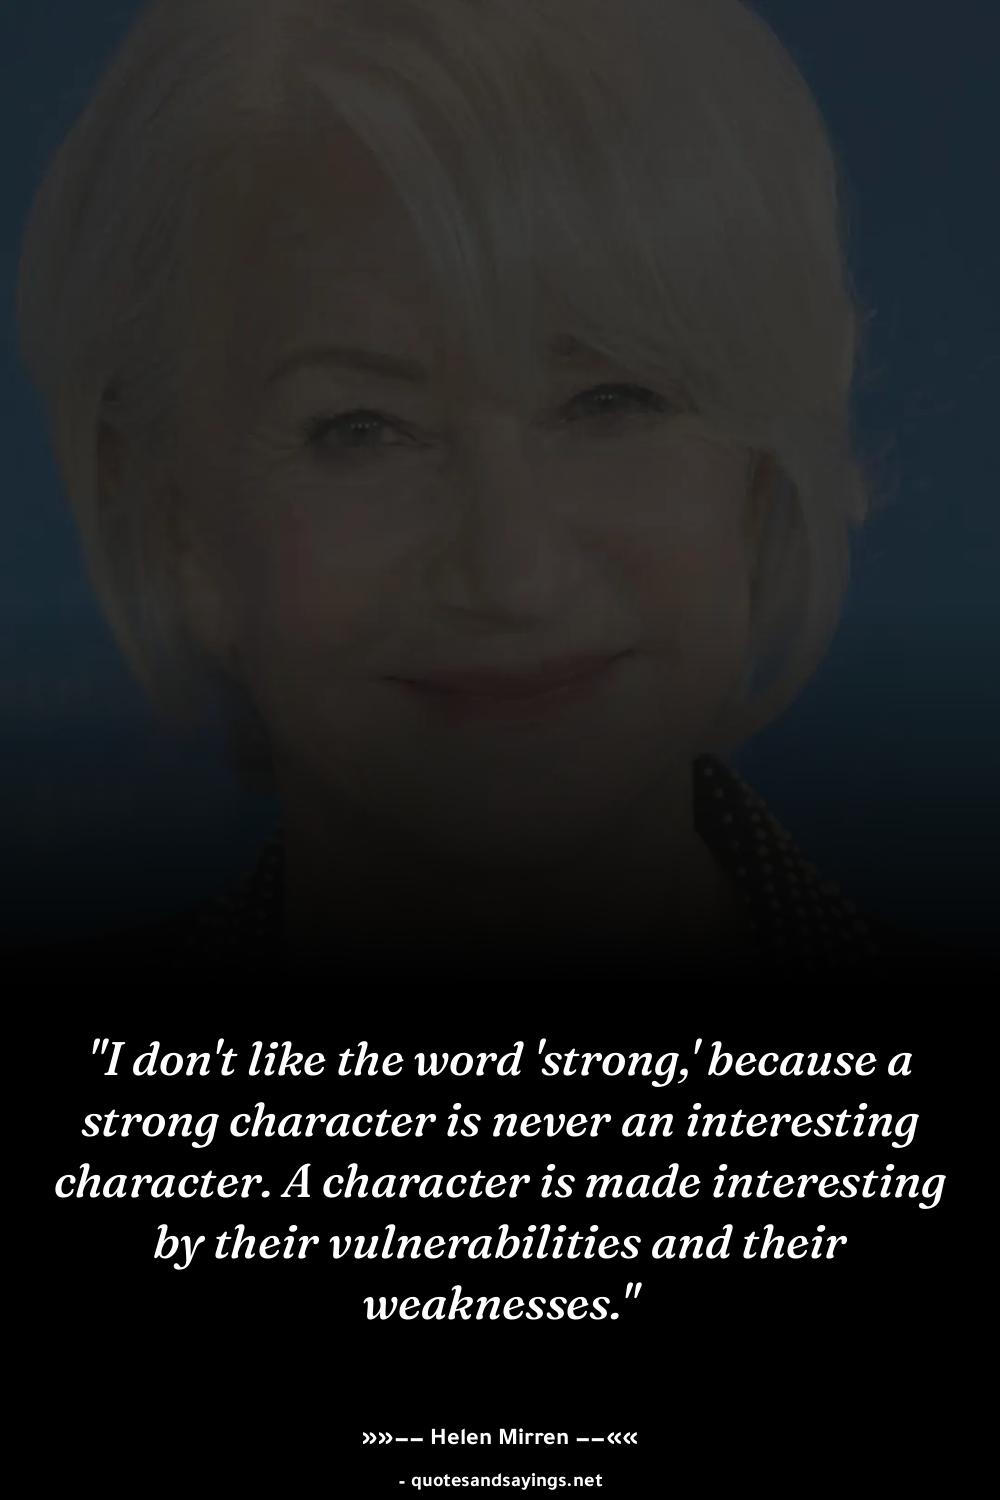 "I don't like the word 'strong,' because a
strong character is never an interesting
character. A character is made interesting
by their vulnerabilities and their
weaknesses."
»»−− Helen Mirren −−««
- quotesandsayings.net